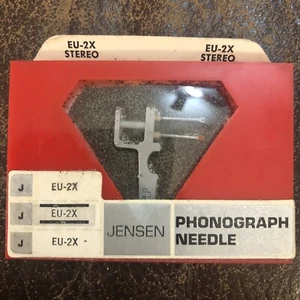 EU-2X
STEREO
EU-2X
STEREO
J EU-2X
J EU-2X
J EU-2X
JENSEN
PHONOGRAPH
NEEDLE